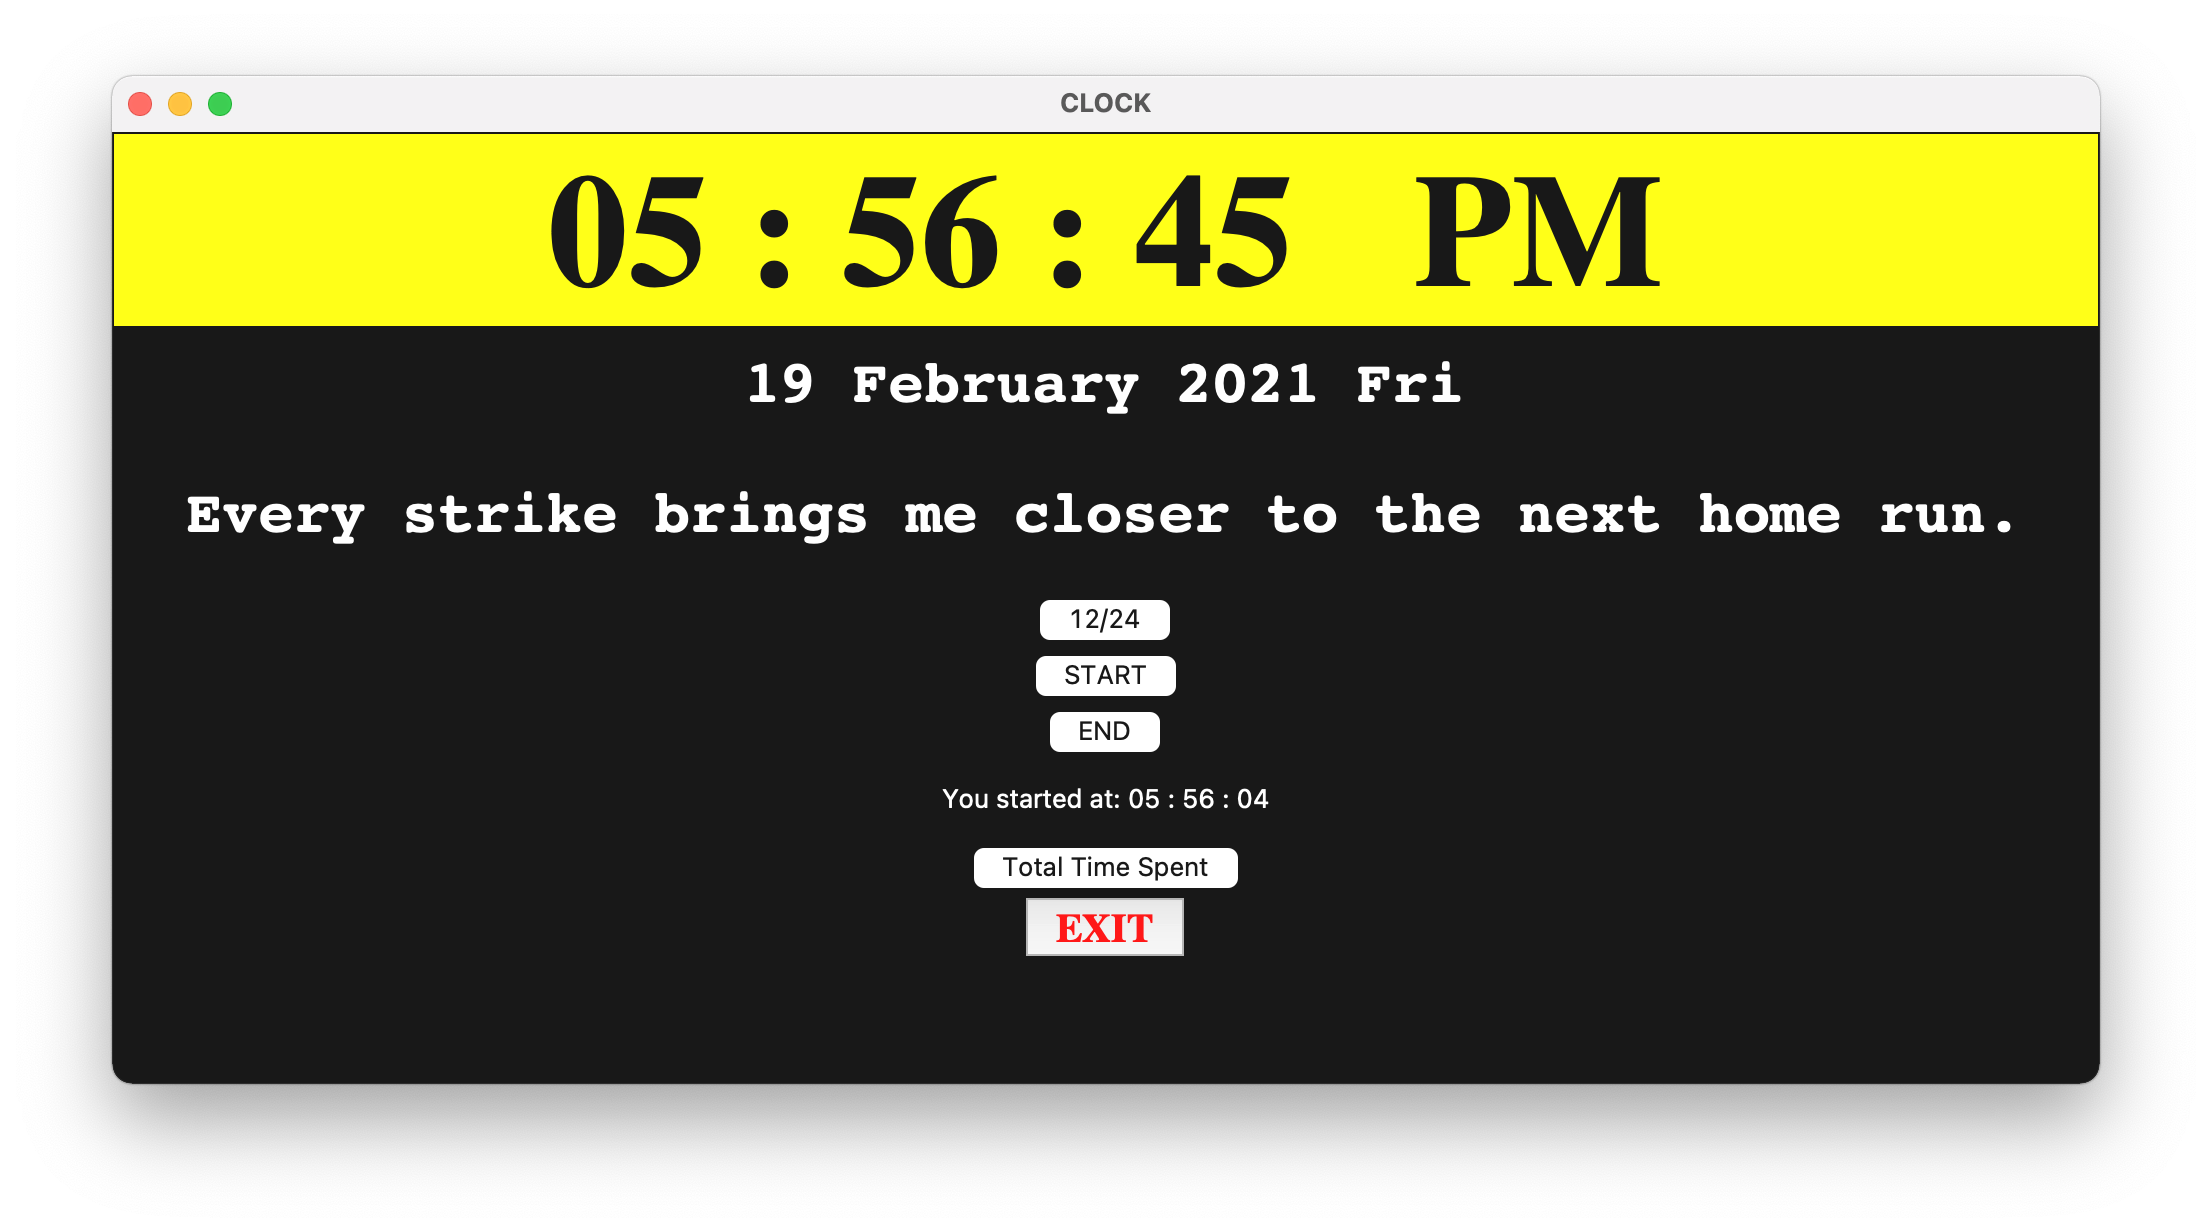 CLOCK
05 : 56 : 45 PM
19 February 2021 Fri
Every strike brings me closer to the next home run.
12/24
START
END
You started at: 05 : 56 : 04
Total Time Spent
EXIT